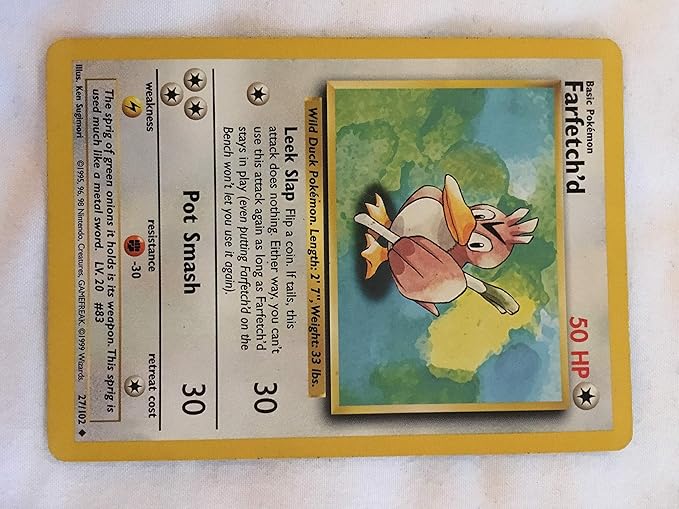 Basic Pokémon
Farfetch'd 50 HP
Wild Duck Pokémon. Length: 2' 7", Weight: 33 lbs.
Leek Slap Flip a coin. If tails, this
attack does nothing. Either way, you can't
use this attack again as long as Farfetch'd
stays in play (even putting Farfetch'd on the
Bench won't let you use it again).
30
Pot Smash 30
weakness resistance retreat cost
-30
The sprig of green onions it holds is its weapon. This sprig is
used much like a metal sword. LV. 20 #83
Illus. Ken Sugimori ©1995, 96, 98 Nintendo, Creatures, GAMEFREAK. ©1999 Wizards. 27/102